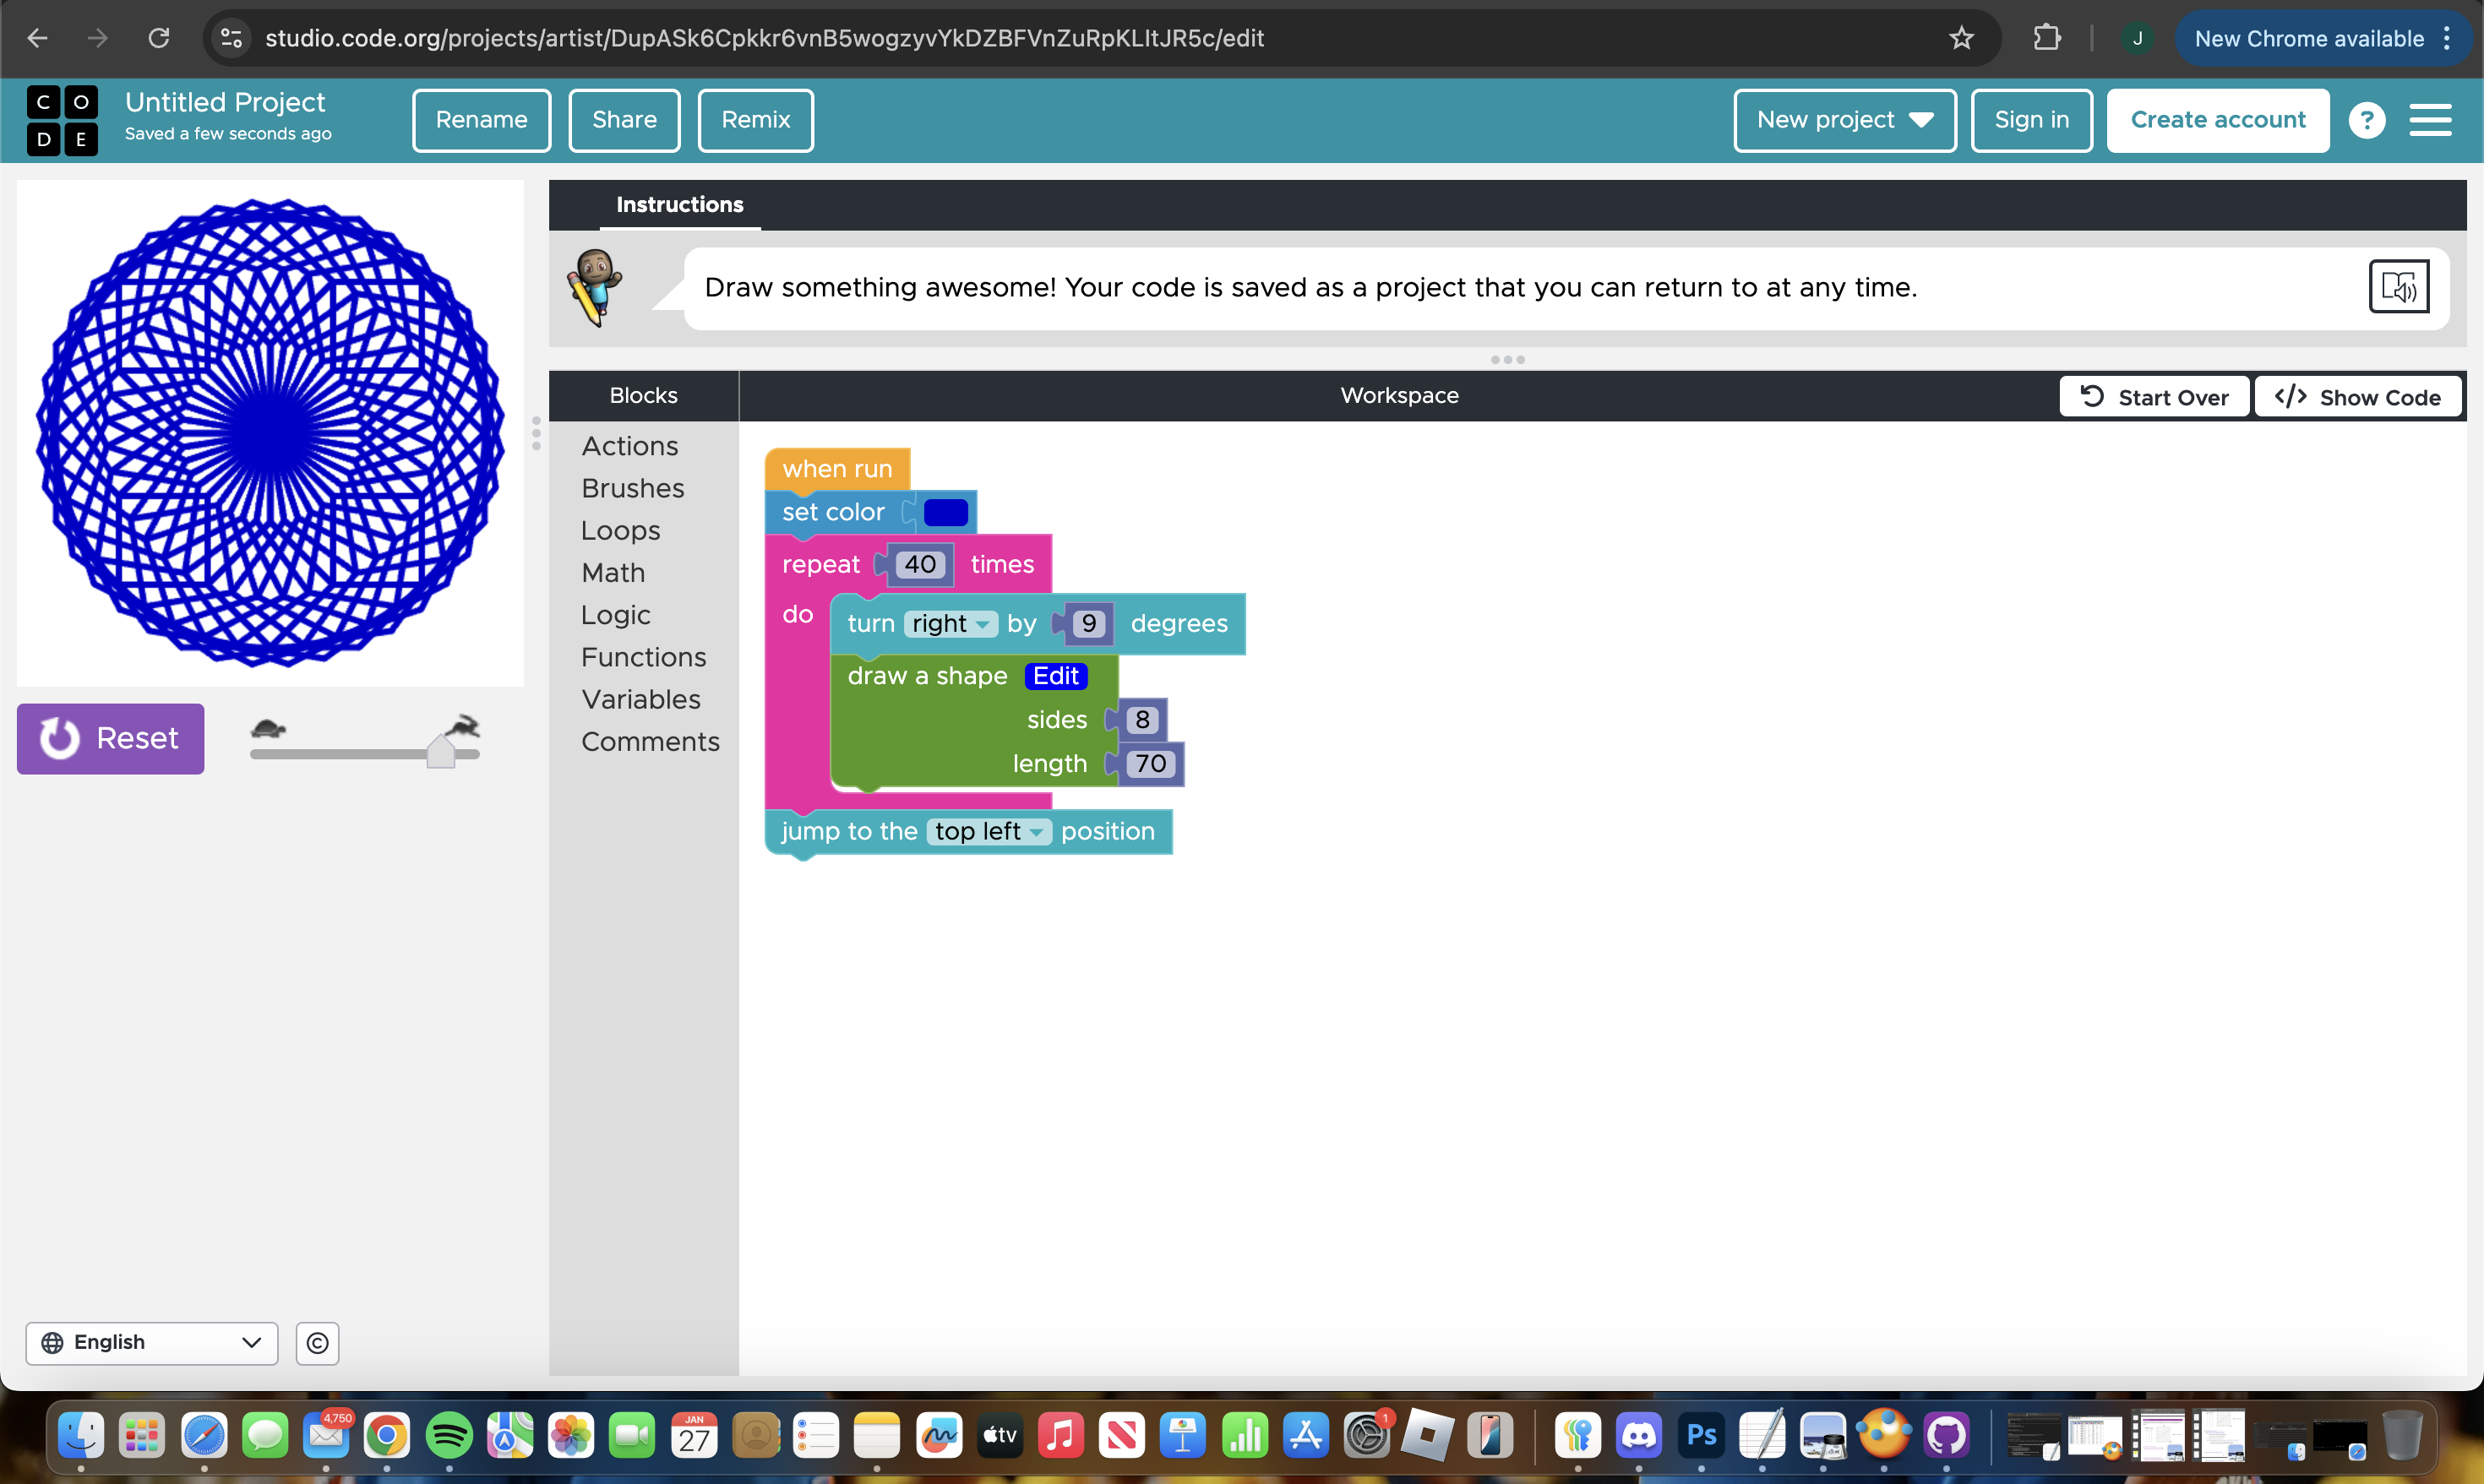 studio.code.org/projects/artist/DupASk6Cpkkr6vnB5wogzyvYkDZBFVnZuRpKLItJR5c/edit
J
New Chrome available
C O
D E
Untitled Project
Saved a few seconds ago
Rename
Share
Remix
New project
Sign in
Create account
?
Instructions
Draw something awesome! Your code is saved as a project that you can return to at any time.
Blocks
Workspace
Start Over
</> Show Code
Actions
Brushes
Loops
Math
Logic
Functions
Variables
Comments
when run
set color
repeat 40 times
do
turn right by 9 degrees
draw a shape Edit
sides 8
length 70
jump to the top left position
Reset
English
©
4,750
JAN
27
tv
1
Ps